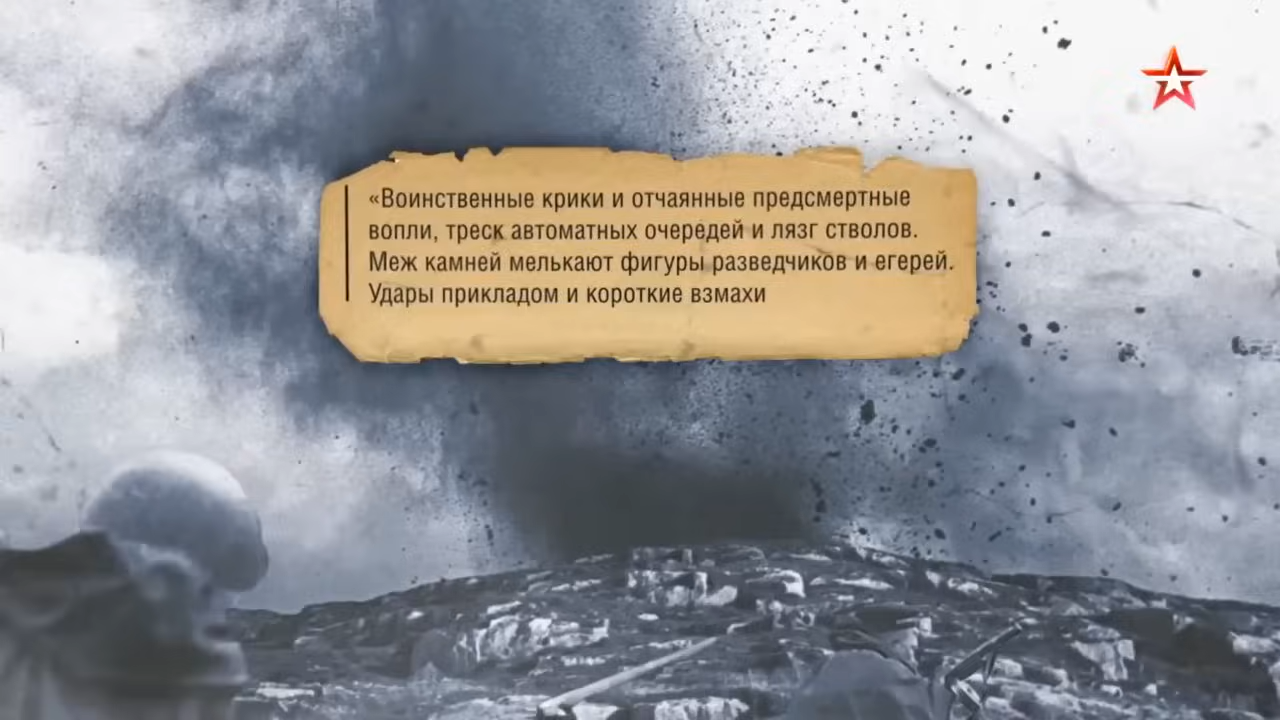 «Воинственные крики и отчаянные предсмертные
вопли, треск автоматных очередей и лязг стволов.
Меж камней мелькают фигуры разведчиков и егерей.
Удары прикладом и короткие взмахи